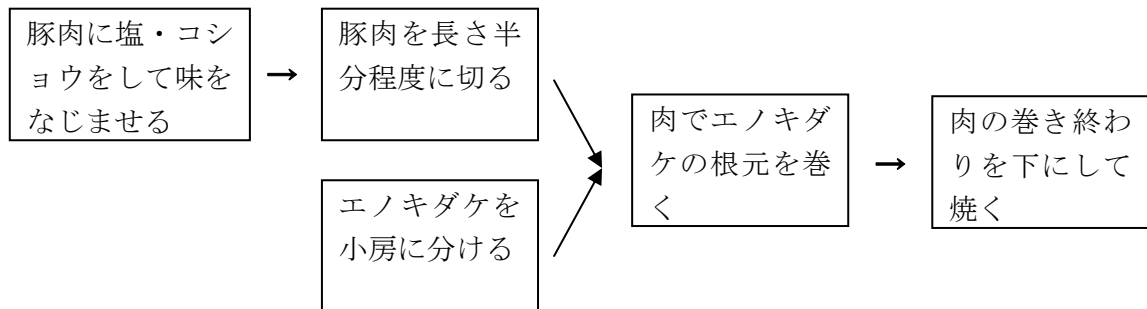 豚肉に塩・コシ
ョウをして味を
なじませる
→
豚肉を長さ半
分程度に切る
エノキダケを
小房に分ける
肉でエノキダ
ケの根元を巻
く
→
肉の巻き終わ
りを下にして
焼く